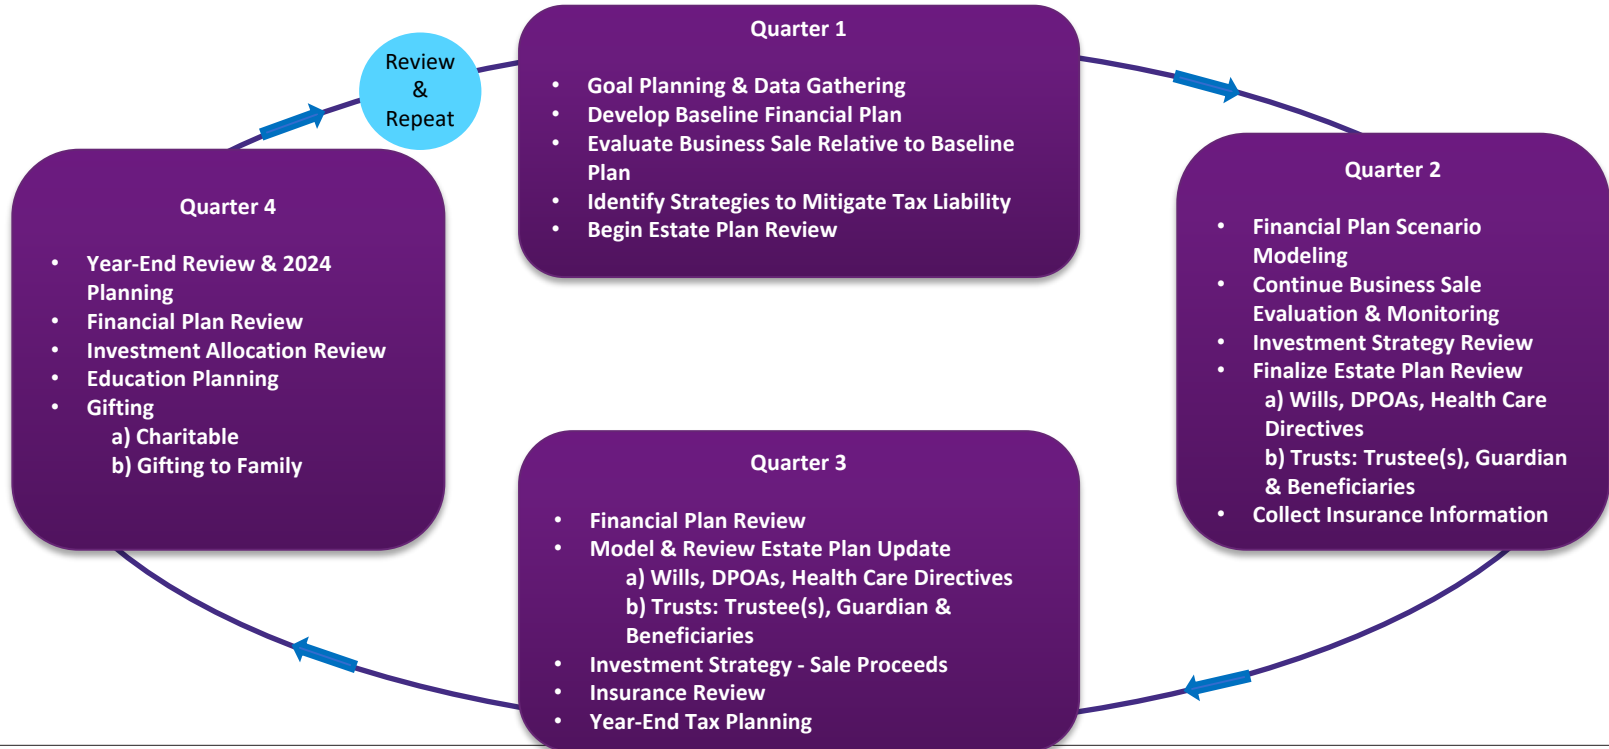 Review
&
Repeat
Quarter 1
• Goal Planning & Data Gathering
• Develop Baseline Financial Plan
• Evaluate Business Sale Relative to Baseline
Plan
• Identify Strategies to Mitigate Tax Liability
• Begin Estate Plan Review
Quarter 2
• Financial Plan Scenario
Modeling
• Continue Business Sale
Evaluation & Monitoring
• Investment Strategy Review
• Finalize Estate Plan Review
a) Wills, DPOAs, Health Care
Directives
b) Trusts: Trustee(s), Guardian
& Beneficiaries
• Collect Insurance Information
Quarter 3
• Financial Plan Review
• Model & Review Estate Plan Update
a) Wills, DPOAs, Health Care Directives
b) Trusts: Trustee(s), Guardian &
Beneficiaries
• Investment Strategy - Sale Proceeds
• Insurance Review
• Year-End Tax Planning
Quarter 4
• Year-End Review & 2024
Planning
• Financial Plan Review
• Investment Allocation Review
• Education Planning
• Gifting
a) Charitable
b) Gifting to Family